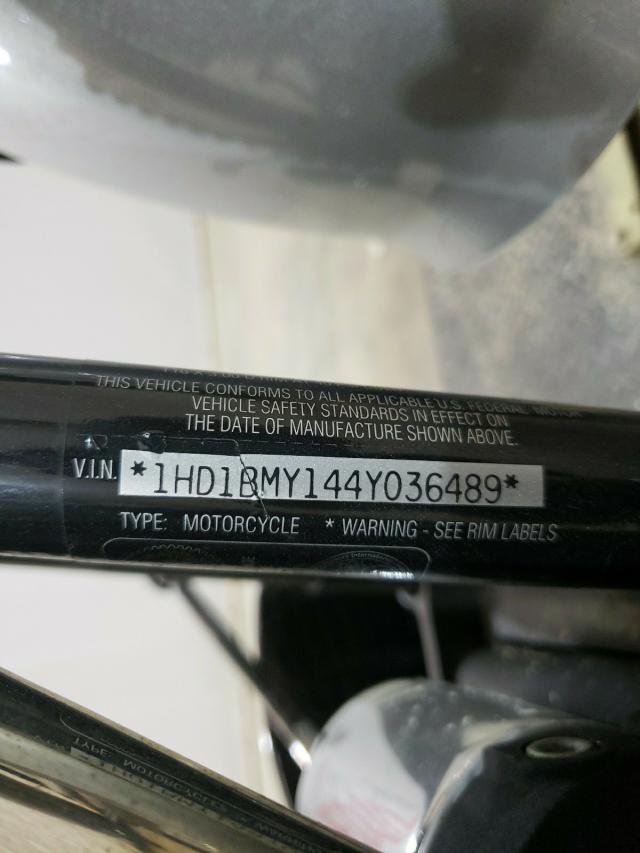 THIS VEHICLE CONFORMS TO ALL APPLICABLE U.S. FEDERAL MOTOR
VEHICLE SAFETY STANDARDS IN EFFECT ON
THE DATE OF MANUFACTURE SHOWN ABOVE.
V.I.N. *1HD1BMY144Y036489*
TYPE: MOTORCYCLE * WARNING - SEE RIM LABELS